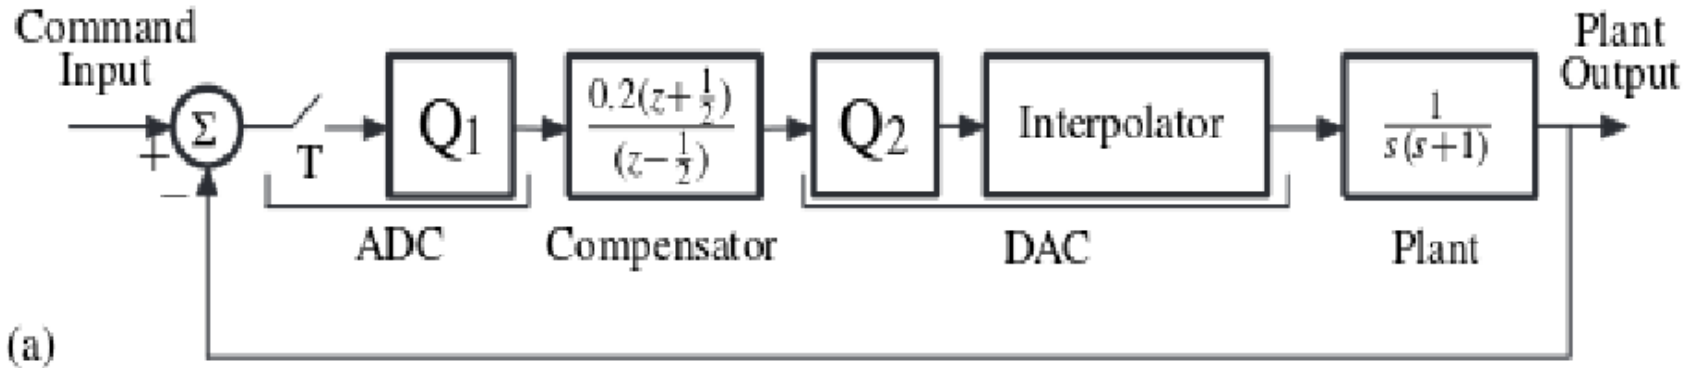 Command
Input
Plant
Output
+
−
Σ
T
Q1
0.2(z+1/2)
(z−1/2)
Q2
Interpolator
1
s(s+1)
ADC
Compensator
DAC
Plant
(a)